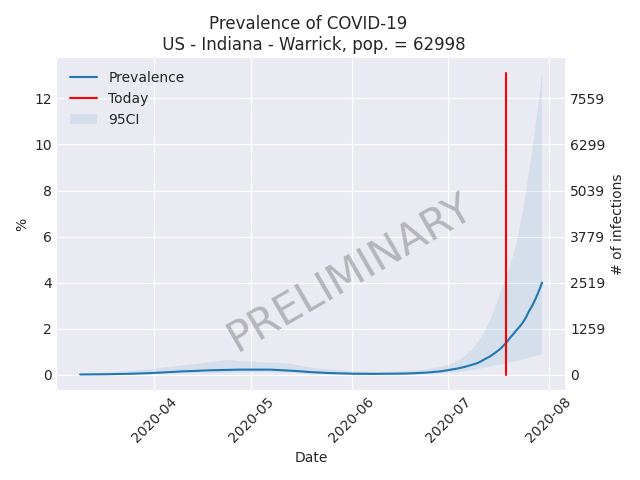 Prevalence of COVID-19
US - Indiana - Warrick, pop. = 62998
Prevalence
Today
95CI
12
10
8
6
4
2
0
%
7559
6299
5039
3779
2519
1259
0
# of infections
PRELIMINARY
2020-04
2020-05
2020-06
2020-07
2020-08
Date